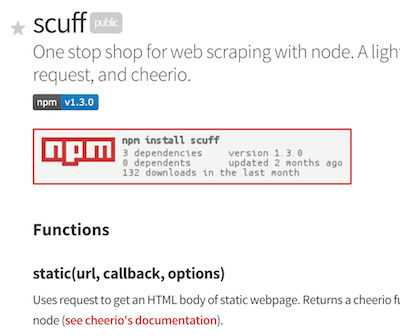 scuff public
One stop shop for web scraping with node. A light
request, and cheerio.
npm v1.3.0
npm npm install scuff
3 dependencies version 1.3.0
0 dependents updated 2 months ago
132 downloads in the last month
Functions
static(url, callback, options)
Uses request to get an HTML body of static webpage. Returns a cheerio fu
node (see cheerio's documentation).